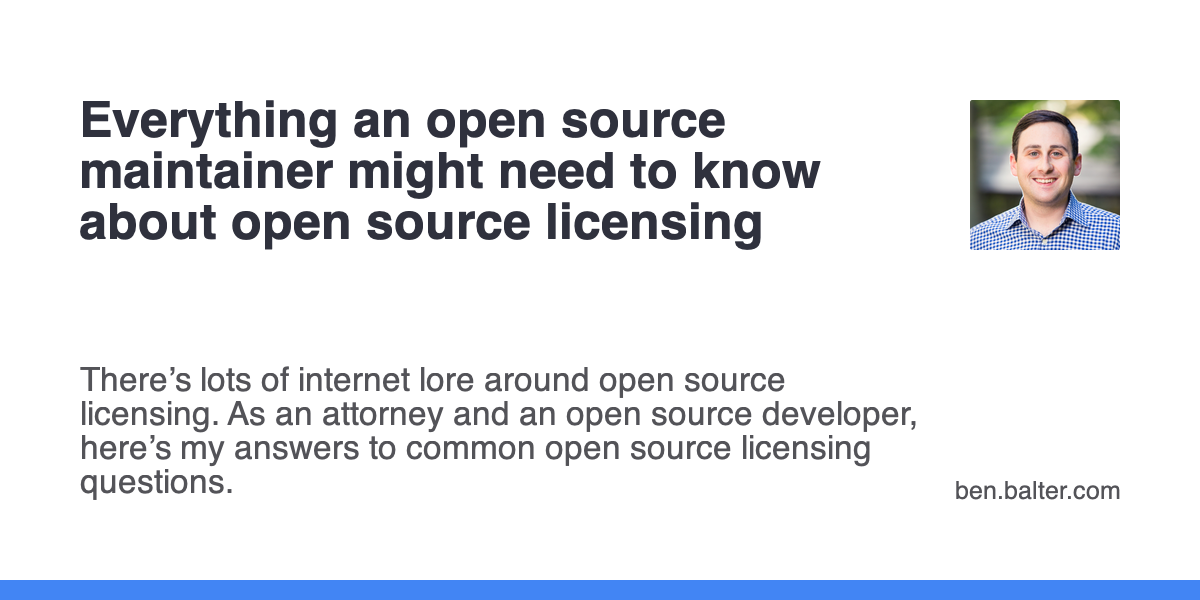 Everything an open source
maintainer might need to know
about open source licensing
There’s lots of internet lore around open source
licensing. As an attorney and an open source developer,
here’s my answers to common open source licensing
questions.
ben.balter.com